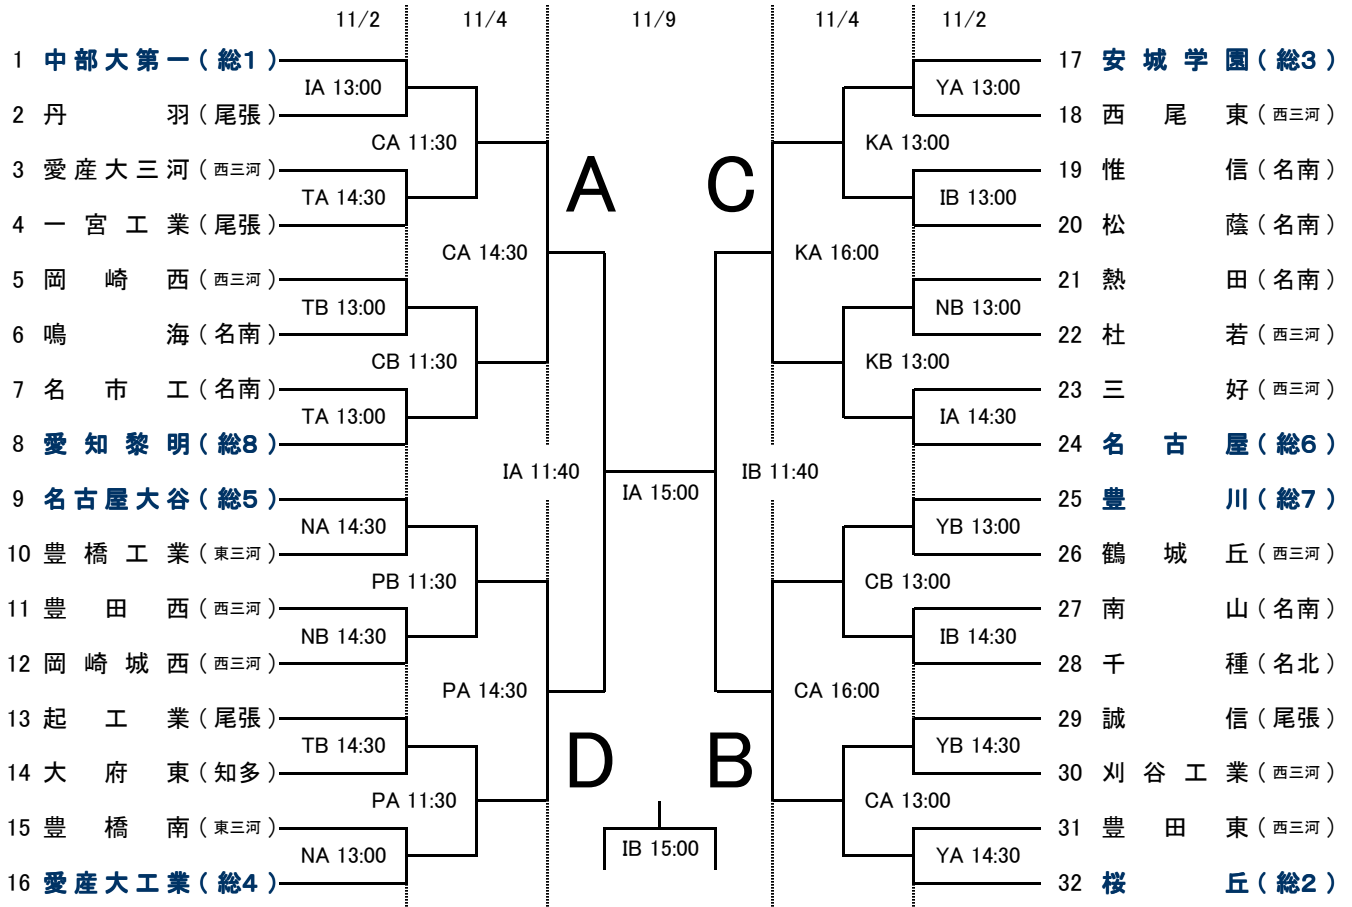 11/2 11/4 11/9 11/4 11/2
1 中部大第一(総1)
IA 13:00
2 丹羽(尾張)
CA 11:30
3 愛産大三河(西三河)
TA 14:30
4 一宮工業(尾張)
CA 14:30
5 岡崎西(西三河)
TB 13:00
6 鳴海(名南)
CB 11:30
7 名市工(名南)
TA 13:00
8 愛知黎明(総8)
IA 11:40
9 名古屋大谷(総5)
NA 14:30
10 豊橋工業(東三河)
PB 11:30
11 豊田西(西三河)
NB 14:30
12 岡崎城西(西三河)
PA 14:30
13 起工業(尾張)
TB 14:30
14 大府東(知多)
PA 11:30
15 豊橋南(東三河)
NA 13:00
16 愛産大工業(総4)
A C
D B
IA 15:00
IB 15:00
17 安城学園(総3)
YA 13:00
18 西尾東(西三河)
KA 13:00
19 惟信(名南)
IB 13:00
20 松蔭(名南)
KA 16:00
21 熱田(名南)
NB 13:00
22 杜若(西三河)
KB 13:00
23 三好(西三河)
IA 14:30
24 名古屋(総6)
IB 11:40
25 豊川(総7)
YB 13:00
26 鶴城丘(西三河)
CB 13:00
27 南山(名南)
IB 14:30
28 千種(名北)
CA 16:00
29 誠信(尾張)
YB 14:30
30 刈谷工業(西三河)
CA 13:00
31 豊田東(西三河)
YA 14:30
32 桜丘(総2)